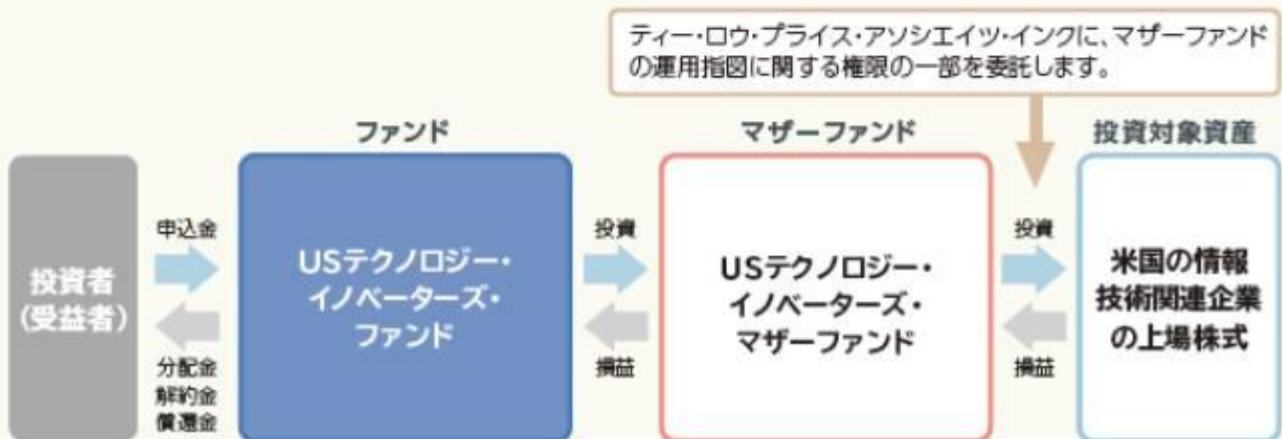 ティー・ロウ・プライス・アソシエイツ・インクに、マザーファンド
の運用指図に関する権限の一部を委託します。
ファンド
マザーファンド
投資対象資産
投資者
(受益者)
申込金
分配金
解約金
償還金
USテクノロジー・
イノベーターズ・
ファンド
投資
損益
USテクノロジー・
イノベーターズ・
マザーファンド
投資
損益
米国の情報
技術関連企業
の上場株式